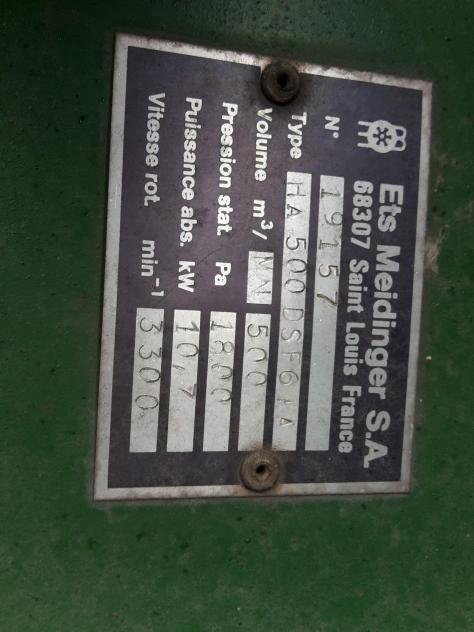 Ets Meidinger S.A.
68307 Saint Louis France
N° 19157
Type HA 500 DSF6
Volume m³/ MN 500
Pression stat. Pa 1800
Puissance abs. kW 10,7
Vitesse rot. min⁻¹ 3300